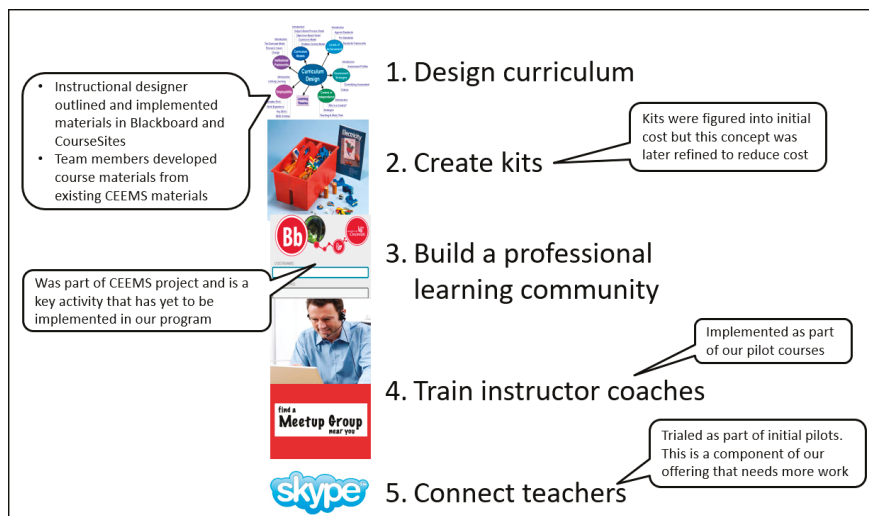 Curriculum
Design
• Instructional designer
outlined and implemented
materials in Blackboard and
CourseSites
• Team members developed
course materials from
existing CEEMS materials
1. Design curriculum
Electricity
2. Create kits
Kits were figured into initial
cost but this concept was
later refined to reduce cost
Bb
3. Build a professional
learning community
Was part of CEEMS project and is a
key activity that has yet to be
implemented in our program
Implemented as part
of our pilot courses
4. Train instructor coaches
find a
Meetup Group
near you
Trialed as part of initial pilots.
This is a component of our
offering that needs more work
skype
5. Connect teachers